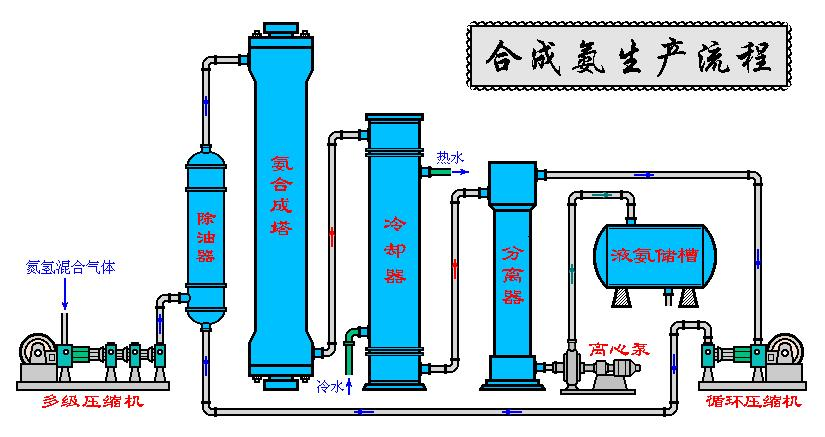 合成氨生产流程
氨合成塔
热水
除油器
冷却器
分离器
液氨储槽
氮氢混合气体
离心泵
冷水
多级压缩机
循环压缩机